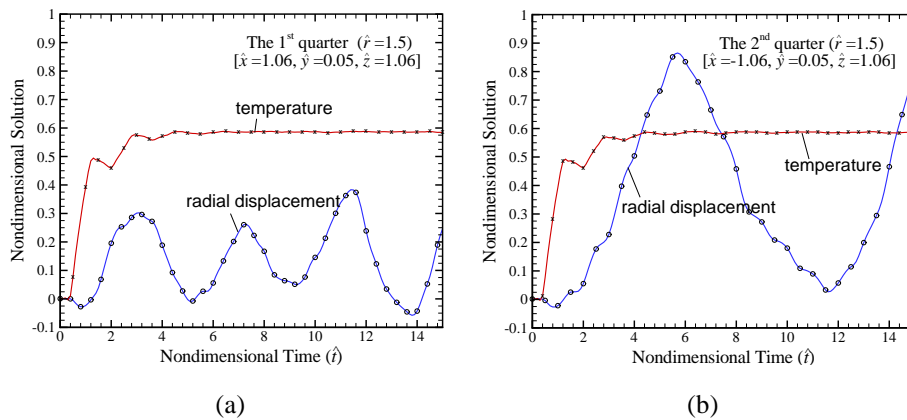 1
0.9
0.8
0.7
0.6
0.5
0.4
0.3
0.2
0.1
0
-0.1
Nondimensional Solution
The 1st quarter (r̂=1.5)
[x̂=1.06, ŷ=0.05, ẑ=1.06]
temperature
radial displacement
0 2 4 6 8 10 12 14
Nondimensional Time (t̂)
(a)
1
0.9
0.8
0.7
0.6
0.5
0.4
0.3
0.2
0.1
0
-0.1
Nondimensional Solution
The 2nd quarter (r̂=1.5)
[x̂=-1.06, ŷ=0.05, ẑ=1.06]
temperature
radial displacement
0 2 4 6 8 10 12 14
Nondimensional Time (t̂)
(b)